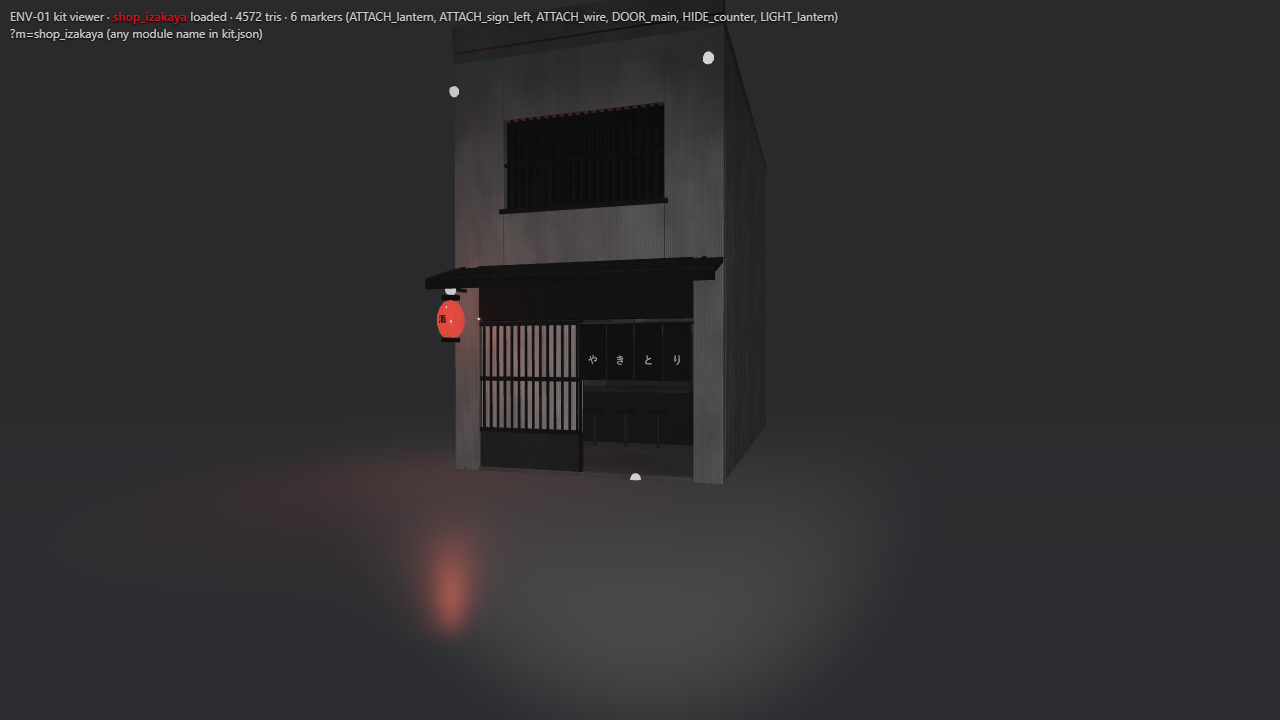 ENV-01 kit viewer · shop_izakaya loaded · 4572 tris · 6 markers (ATTACH_lantern, ATTACH_sign_left, ATTACH_wire, DOOR_main, HIDE_counter, LIGHT_lantern)
?m=shop_izakaya (any module name in kit.json)
酒
やきとり